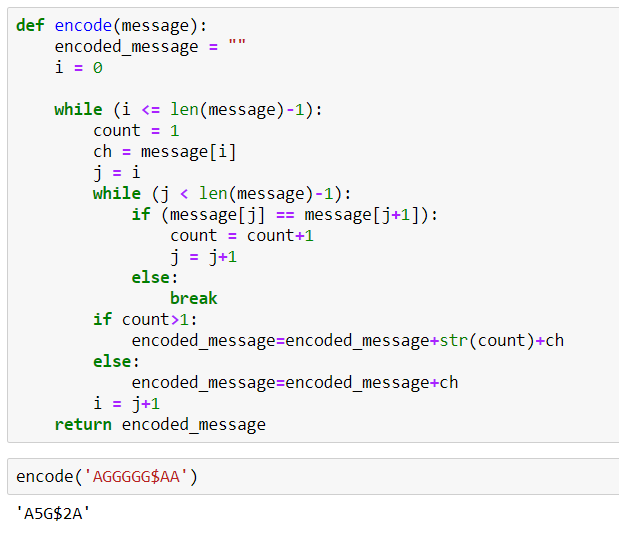 def encode(message):
    encoded_message = ""
    i = 0

    while (i <= len(message)-1):
        count = 1
        ch = message[i]
        j = i
        while (j < len(message)-1):
            if (message[j] == message[j+1]):
                count = count+1
                j = j+1
            else:
                break
        if count>1:
            encoded_message=encoded_message+str(count)+ch
        else:
            encoded_message=encoded_message+ch
        i = j+1
    return encoded_message

encode('AGGGGG$AA')

'A5G$2A'